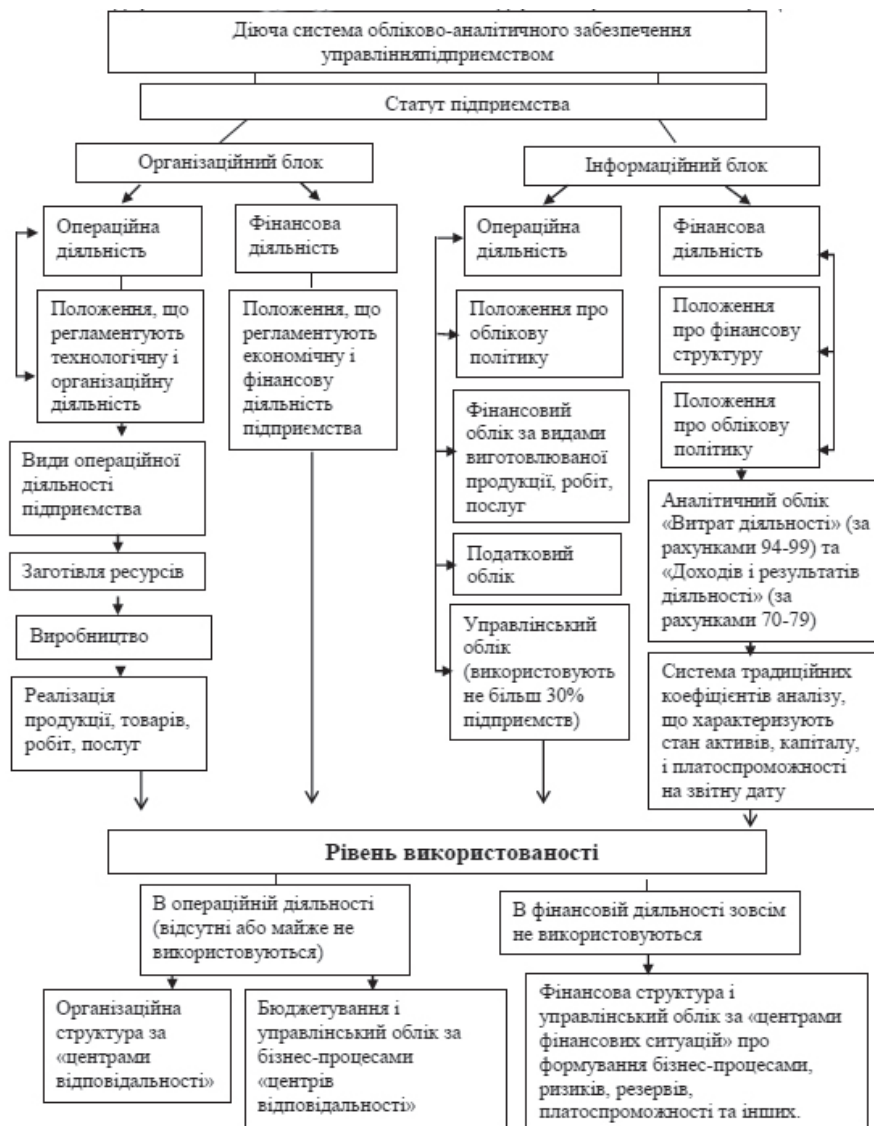 Діюча система обліково-аналітичного забезпечення
управлінняпідприємством
Статут підприємства
Організаційний блок
Інформаційний блок
Операційна
діяльність
Фінансова
діяльність
Операційна
діяльність
Фінансова
діяльність
Положення, що
регламентують
технологічну і
організаційну
діяльність
Положення, що
регламентують
економічну і
фінансову
діяльність
підприємства
Положення про
облікову
політику
Положення
про фінансову
структуру
Фінансовий
облік за видами
виготовлюваної
продукції, робіт,
послуг
Положення
про облікову
політику
Види операційної
діяльності
підприємства
Аналітичний облік
«Витрат діяльності» (за
рахунками 94-99) та
«Доходів і результатів
діяльності» (за
рахунками 70-79)
Заготівля ресурсів
Податковий
облік
Виробництво
Управлінський
облік
(використовують
не більш 30%
підприємств)
Реалізація
продукції, товарів,
робіт, послуг
Система традиційних
коефіцієнтів аналізу,
що характеризують
стан активів, капіталу,
і платоспроможності
на звітну дату
Рівень використованості
В операційній діяльності
(відсутні або майже не
використовуються)
В фінансовій діяльності зовсім
не використовуються
Організаційна
структура за
«центрами
відповідальності»
Бюджетування і
управлінський облік за
бізнес-процесами
«центрів
відповідальності»
Фінансова структура і
управлінський облік за «центрами
фінансових ситуацій» про
формування бізнес-процесами,
ризиків, резервів,
платоспроможності та інших.